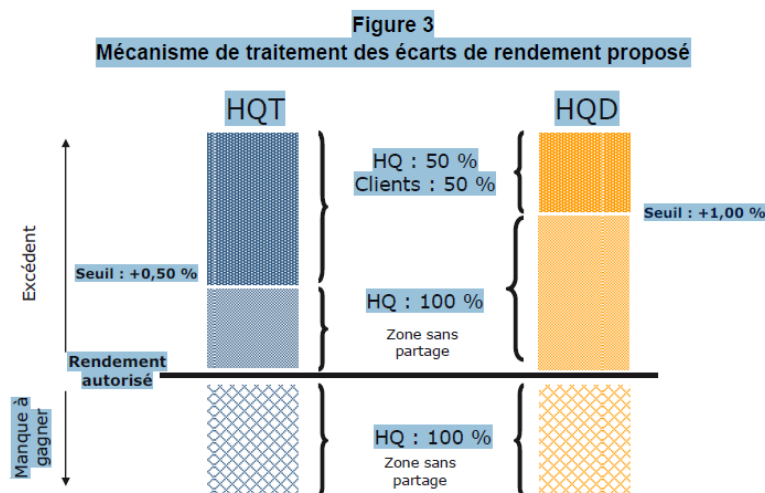 Figure 3
Mécanisme de traitement des écarts de rendement proposé
HQT
HQD
HQ : 50 %
Clients : 50 %
Seuil : +1,00 %
Excédent
Seuil : +0,50 %
HQ : 100 %
Zone sans
partage
Rendement
autorisé
Manque à
gagner
HQ : 100 %
Zone sans
partage